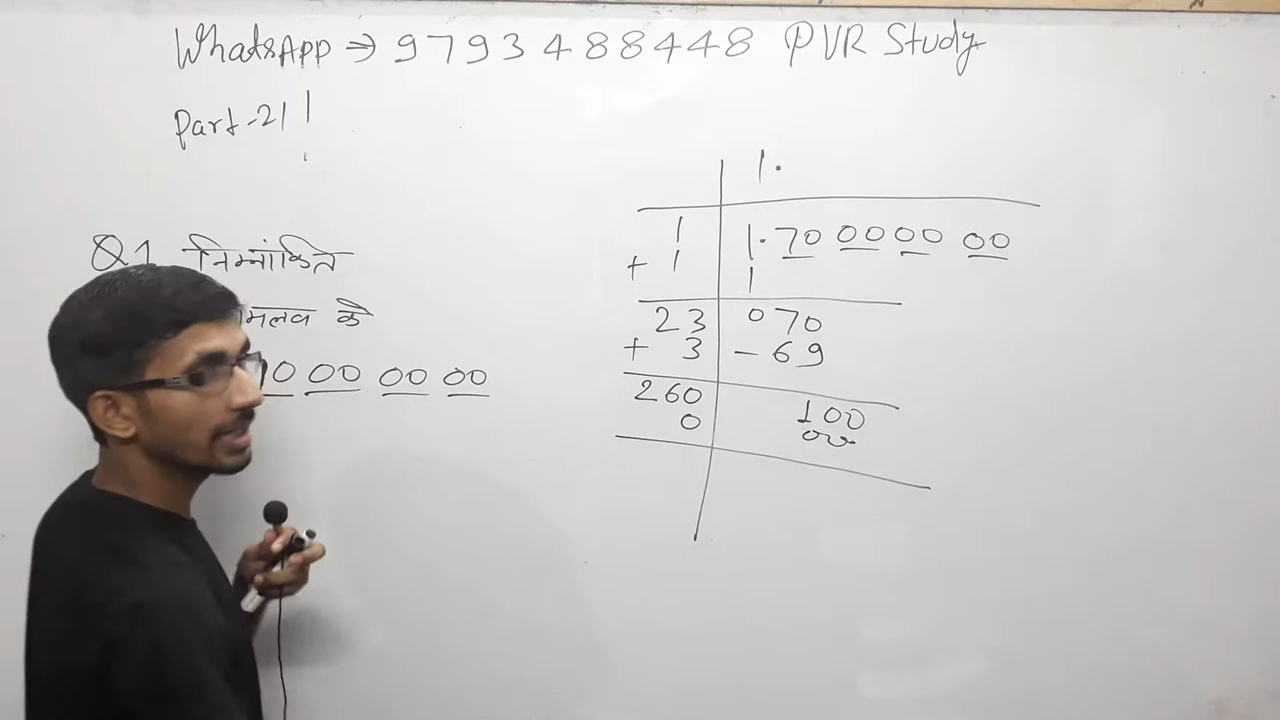 WhatsApp → 9793488448 PVR Study
Part-21
Q1 निम्नांकित
के
0 00 00 00
1.
1 1.70 00 00 00
+ 1 1
23 070
+ 3 - 69
260 100
0 00